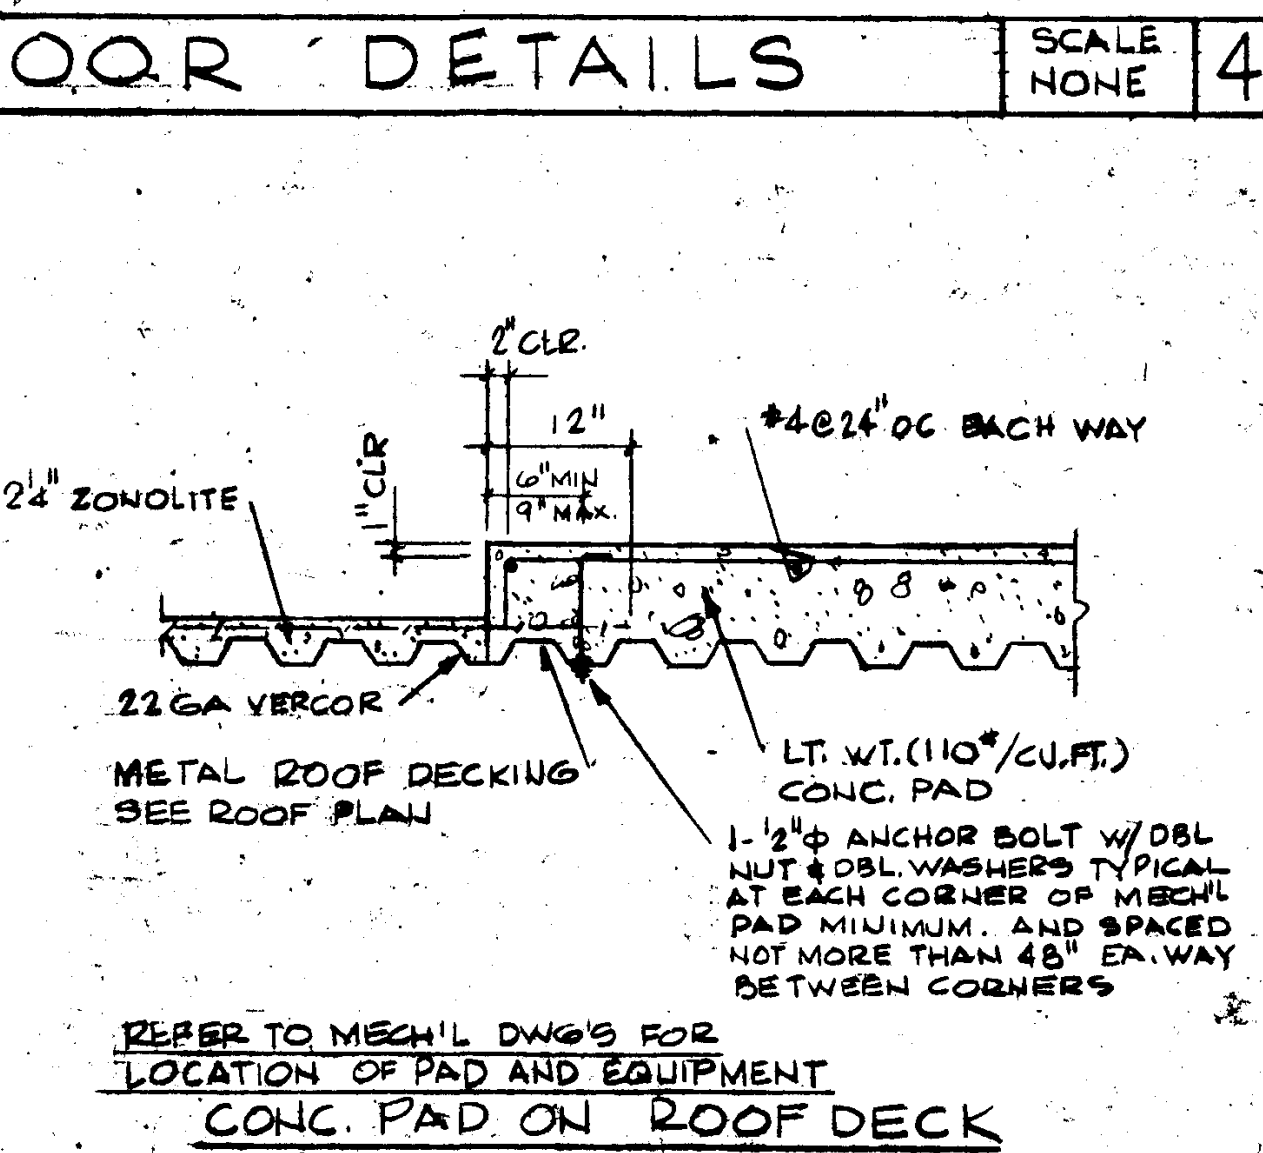 OOR DETAILS
SCALE
NONE
4
2" CLR.
12"
#4@24" OC EACH WAY
1" CLR
6" MIN
9" MAX.
2 1/4" ZONOLITE
22 GA VERCOR
METAL ROOF DECKING
SEE ROOF PLAN
LT. WT. (110#/CU.FT.)
CONC. PAD
1-1/2"φ ANCHOR BOLT W/ DBL
NUT & DBL. WASHERS TYPICAL
AT EACH CORNER OF MECH'L
PAD MINIMUM. AND SPACED
NOT MORE THAN 48" EA. WAY
BETWEEN CORNERS
REFER TO MECH'L DWG'S FOR
LOCATION OF PAD AND EQUIPMENT
CONC. PAD ON ROOF DECK